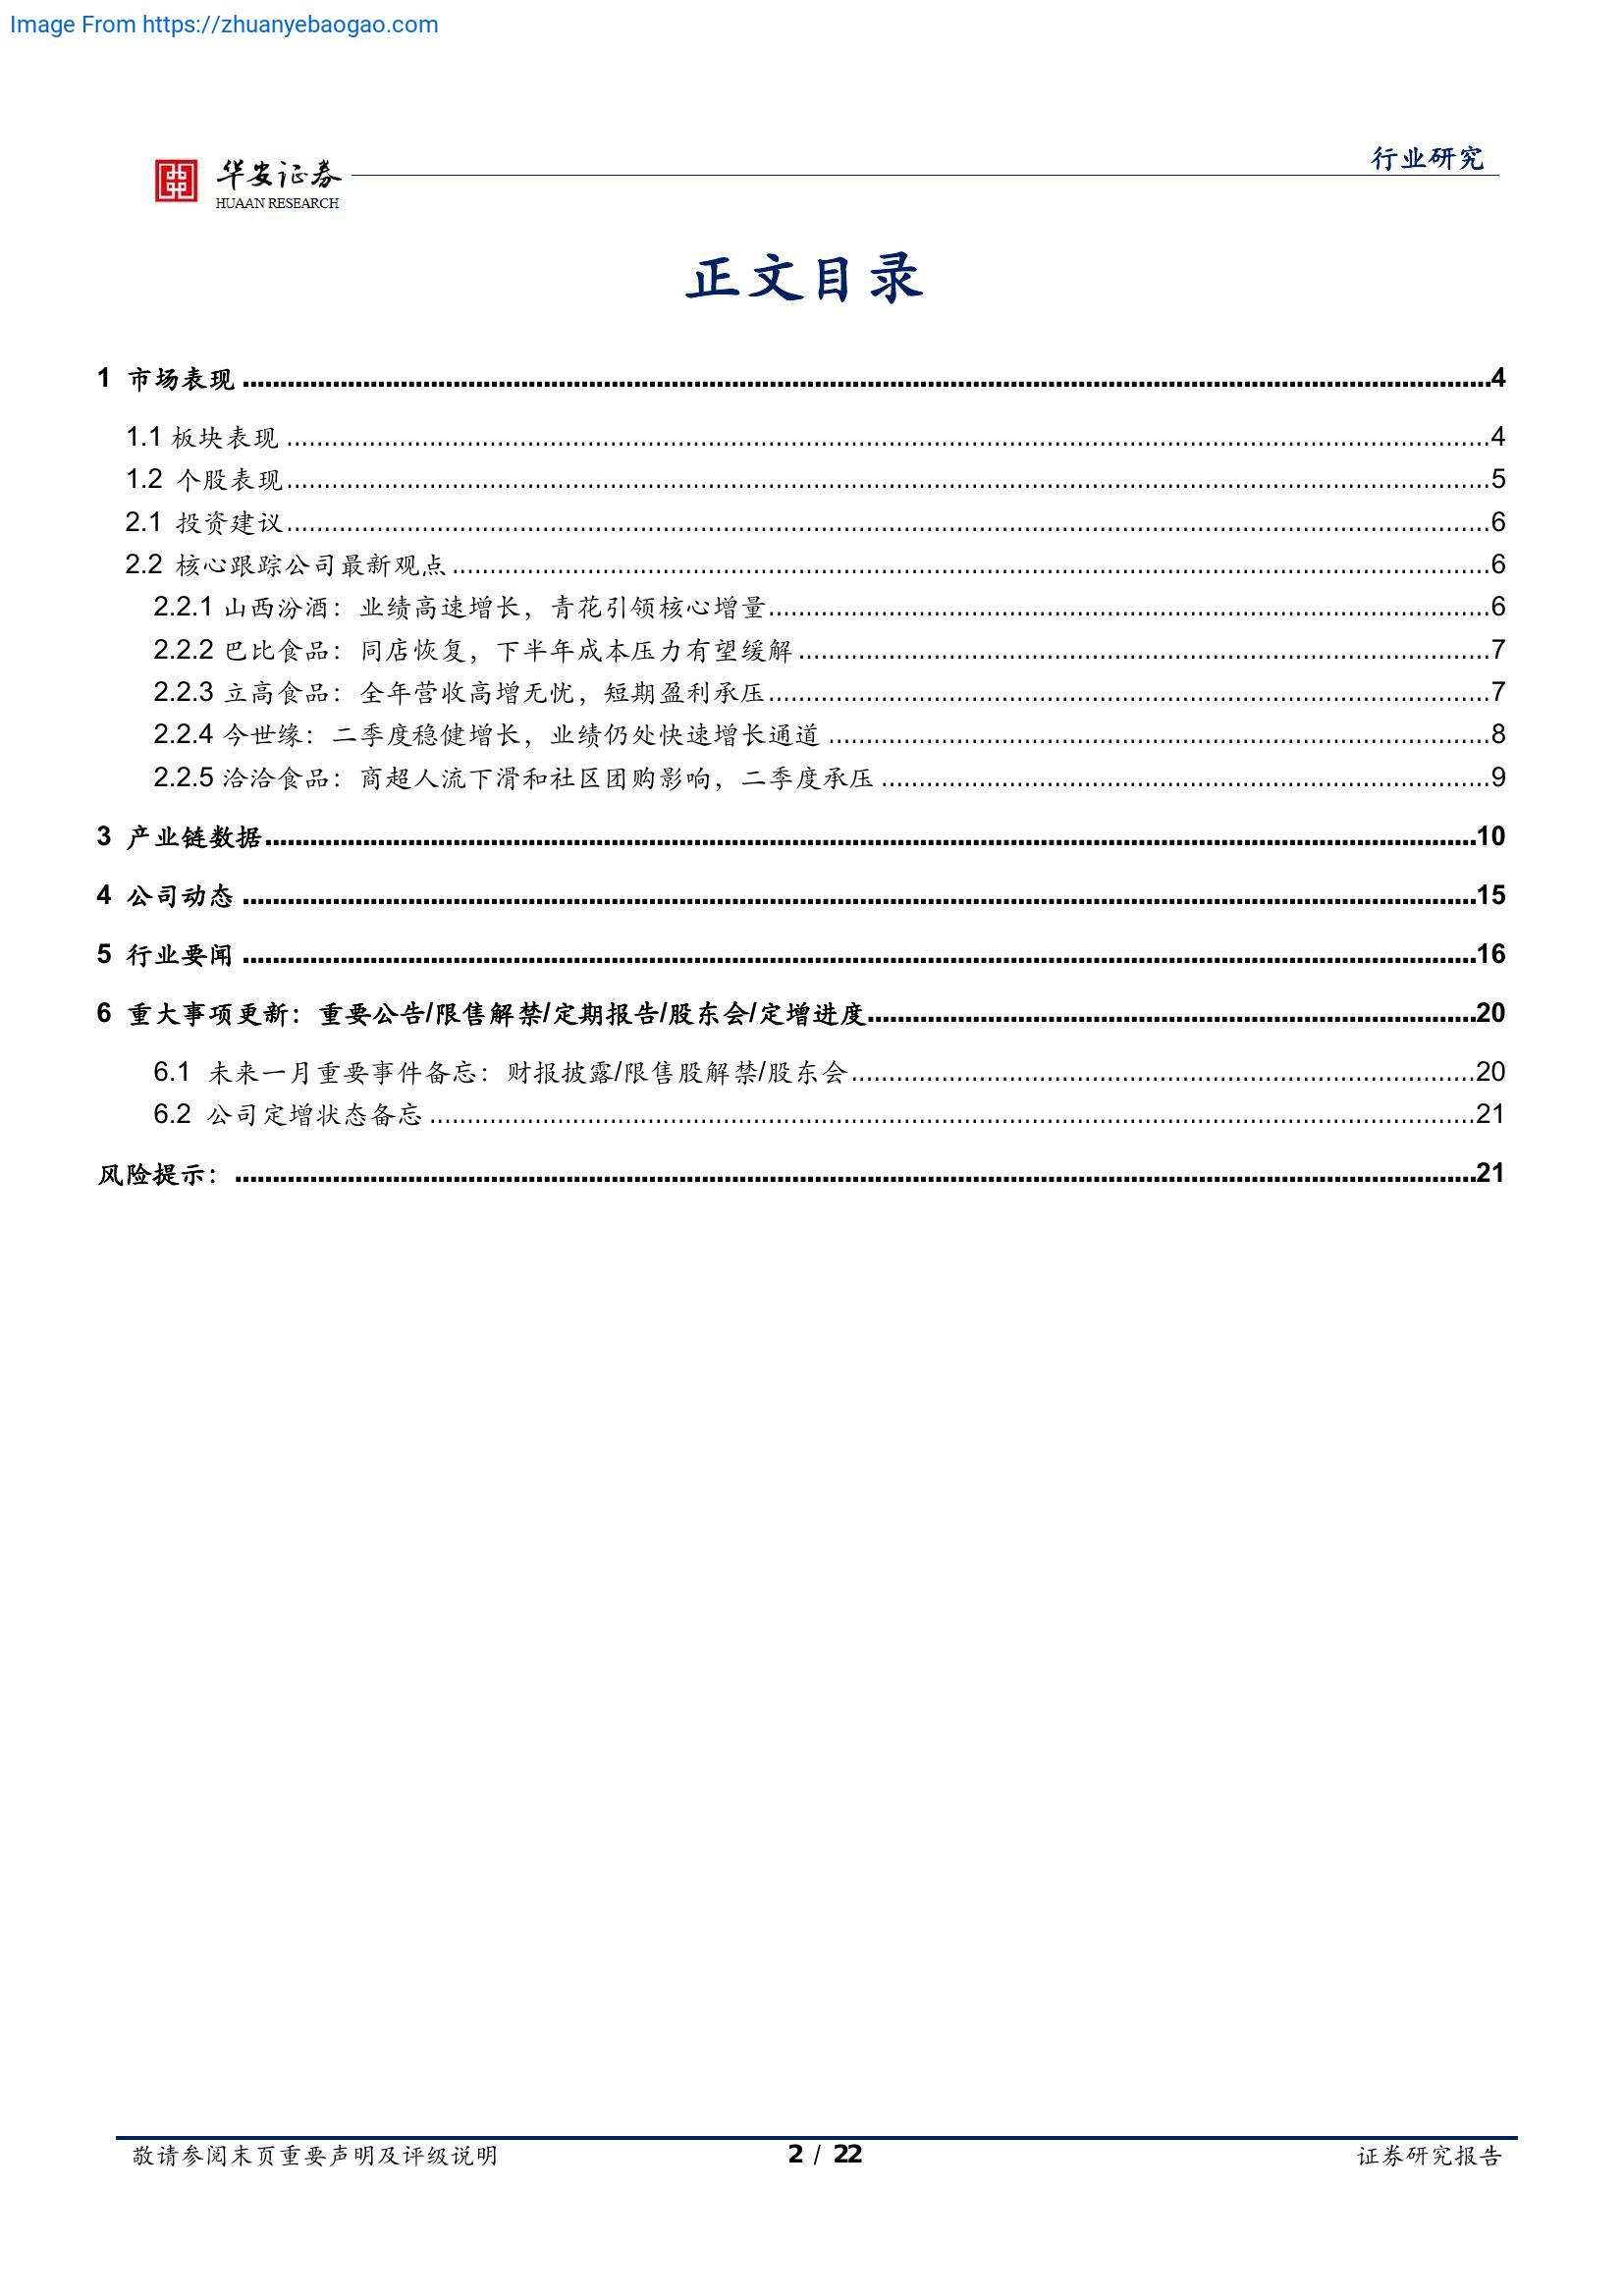 Image From https://zhuanyebaogao.com
行业研究
华安证券
HUAAN RESEARCH
正文目录
1 市场表现 ........................................ 4
1.1 板块表现 ........................................ 4
1.2 个股表现 ........................................ 5
2.1 投资建议 ........................................ 6
2.2 核心跟踪公司最新观点 ........................................ 6
2.2.1 山西汾酒：业绩高速增长，青花引领核心增量 ........................................ 6
2.2.2 巴比食品：同店恢复，下半年成本压力有望缓解 ........................................ 7
2.2.3 立高食品：全年营收高增无忧，短期盈利承压 ........................................ 7
2.2.4 今世缘：二季度稳健增长，业绩仍处快速增长通道 ........................................ 8
2.2.5 洽洽食品：商超人流下滑和社区团购影响，二季度承压 ........................................ 9
3 产业链数据 ........................................ 10
4 公司动态 ........................................ 15
5 行业要闻 ........................................ 16
6 重大事项更新：重要公告/限售解禁/定期报告/股东会/定增进度 ........................................ 20
6.1 未来一月重要事件备忘：财报披露/限售股解禁/股东会 ........................................ 20
6.2 公司定增状态备忘 ........................................ 21
风险提示： ........................................ 21
敬请参阅末页重要声明及评级说明 2 / 22 证券研究报告